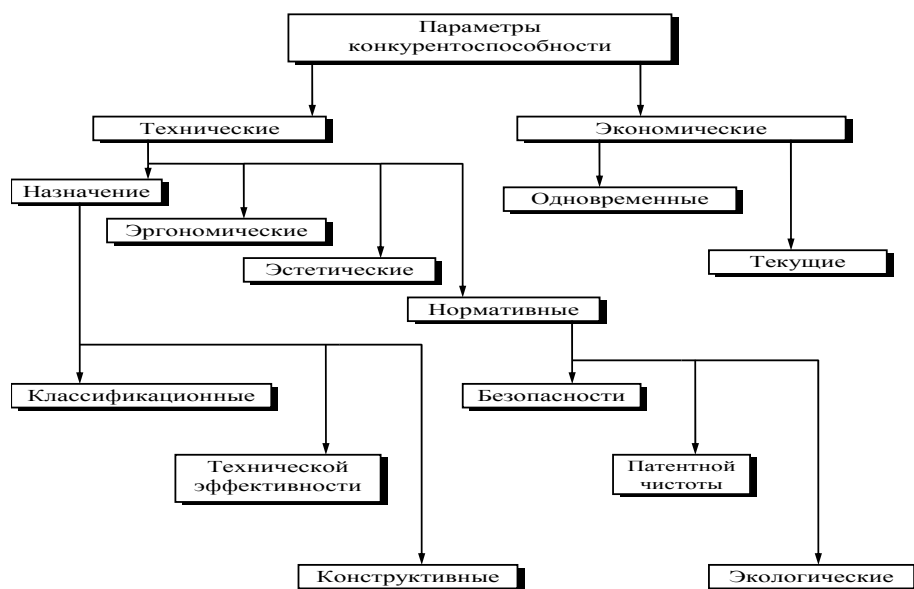 Параметры
конкурентоспособности
Технические
Экономические
Назначение
Одновременные
Эргономические
Эстетические
Текущие
Нормативные
Классификационные
Безопасности
Технической
эффективности
Патентной
чистоты
Конструктивные
Экологические